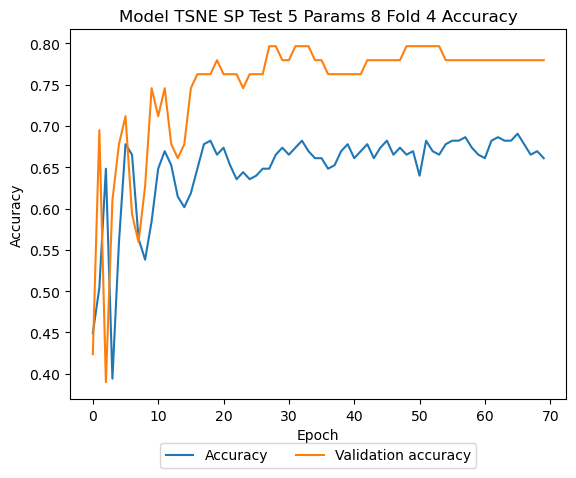 Model TSNE SP Test 5 Params 8 Fold 4 Accuracy
Accuracy
0.80
0.75
0.70
0.65
0.60
0.55
0.50
0.45
0.40
0 10 20 30 40 50 60 70
Epoch
Accuracy Validation accuracy